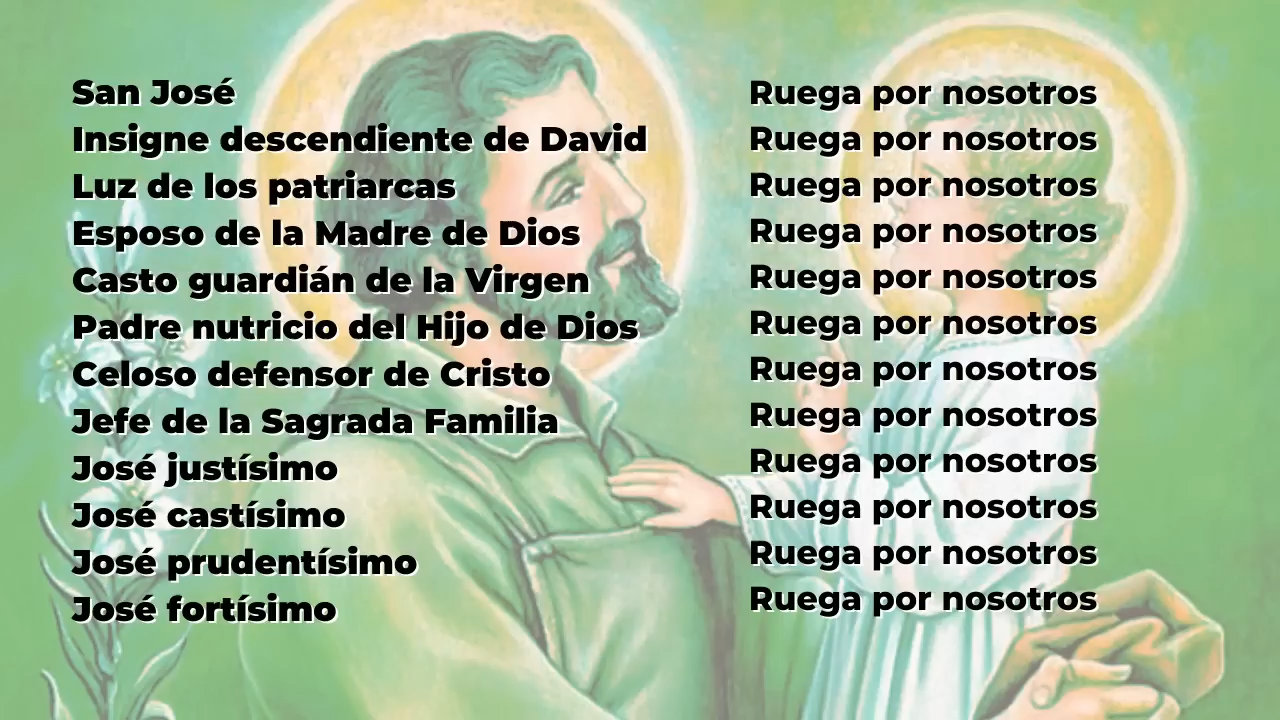 San José Ruega por nosotros
Insigne descendiente de David Ruega por nosotros
Luz de los patriarcas Ruega por nosotros
Esposo de la Madre de Dios Ruega por nosotros
Casto guardián de la Virgen Ruega por nosotros
Padre nutricio del Hijo de Dios Ruega por nosotros
Celoso defensor de Cristo Ruega por nosotros
Jefe de la Sagrada Familia Ruega por nosotros
José justísimo Ruega por nosotros
José castísimo Ruega por nosotros
José prudentísimo Ruega por nosotros
José fortísimo Ruega por nosotros